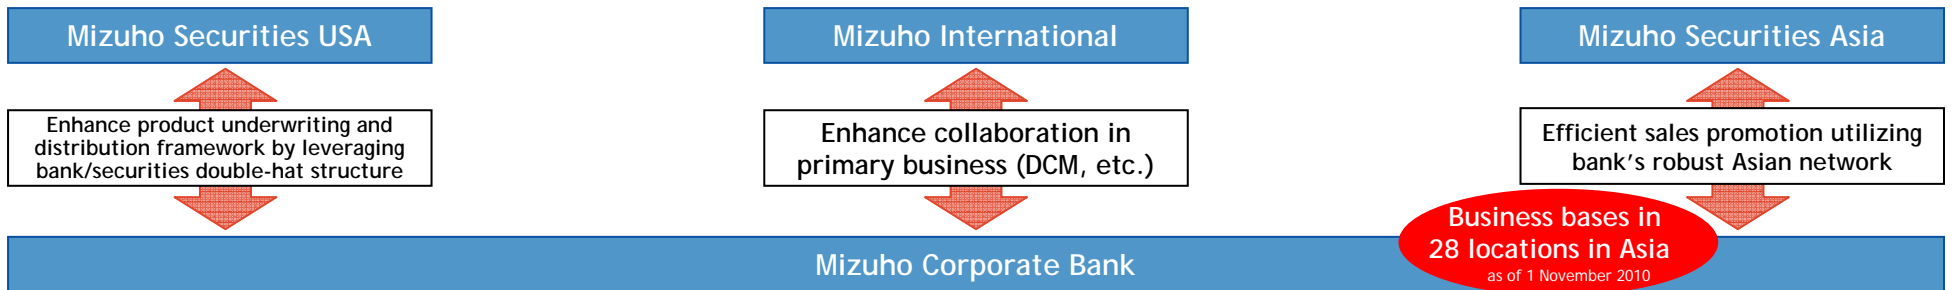 Mizuho Securities USA
Mizuho International
Mizuho Securities Asia
Enhance product underwriting and
distribution framework by leveraging
bank/securities double-hat structure
Enhance collaboration in
primary business (DCM, etc.)
Efficient sales promotion utilizing
bank's robust Asian network
Business bases in
28 locations in Asia
as of 1 November 2010
Mizuho Corporate Bank